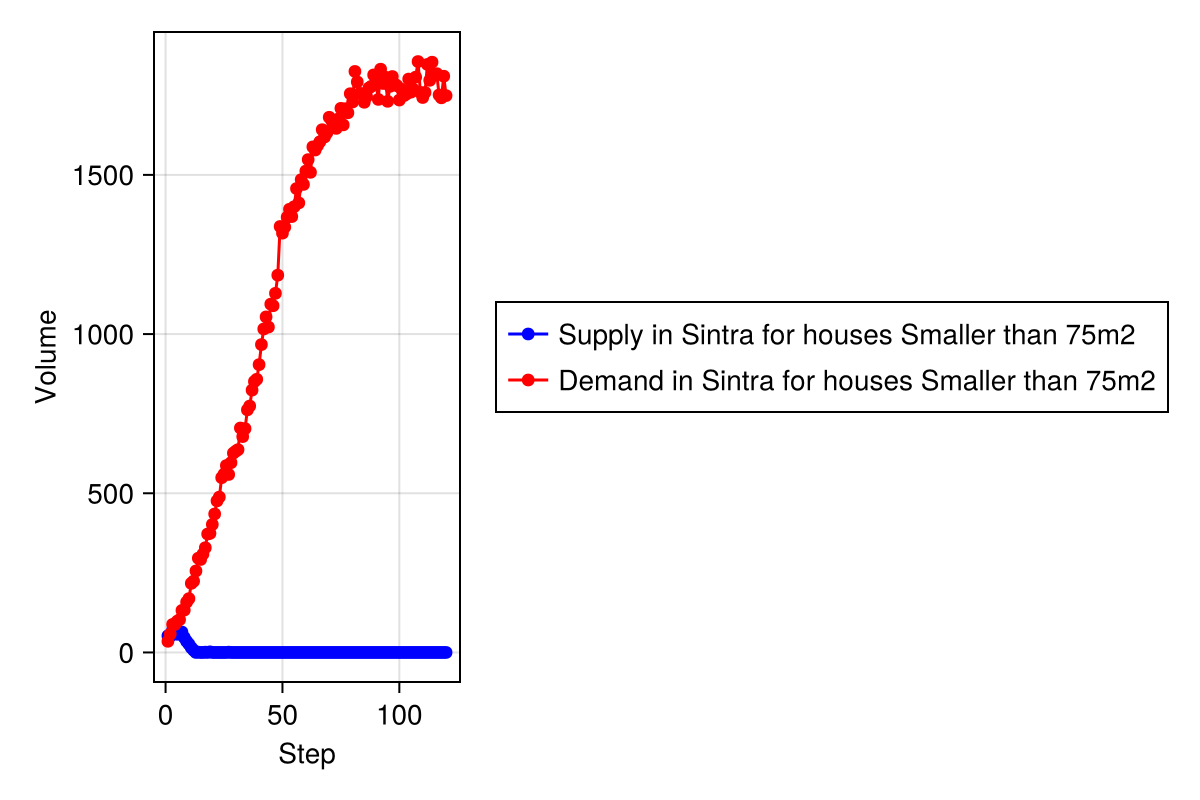 Volume
1500
1000
500
0
0 50 100
Step
Supply in Sintra for houses Smaller than 75m2
Demand in Sintra for houses Smaller than 75m2